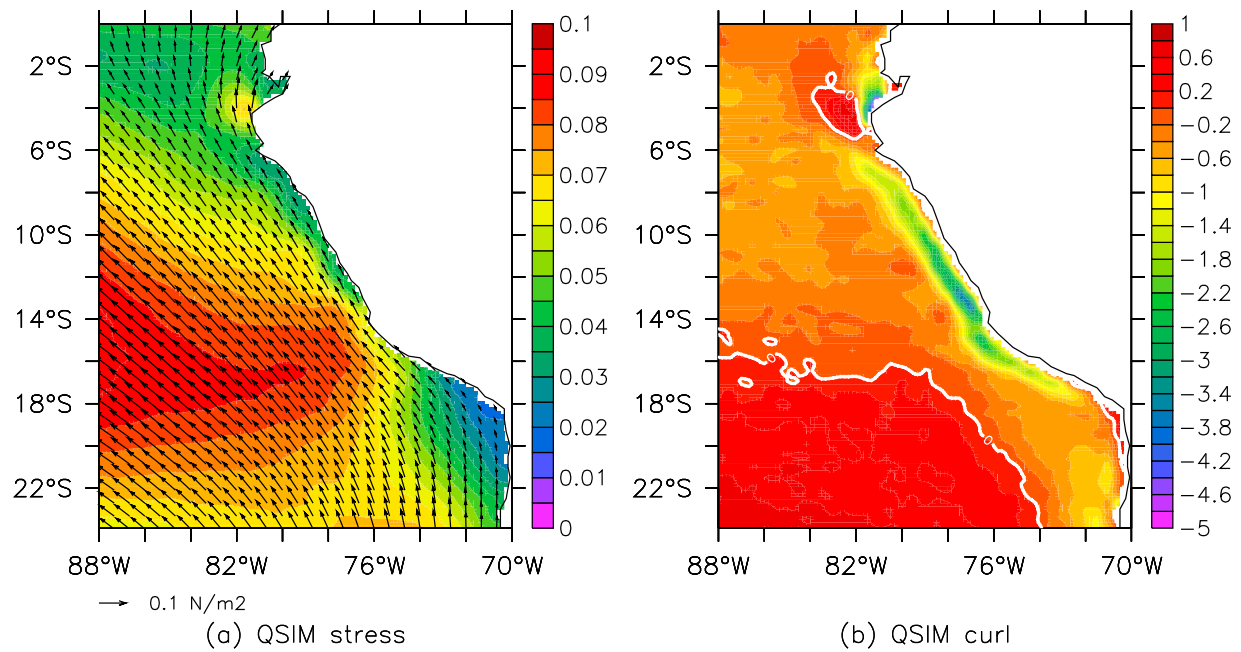 2°S
6°S
10°S
14°S
18°S
22°S
88°W 82°W 76°W 70°W
0.1 N/m2
0.1
0.09
0.08
0.07
0.06
0.05
0.04
0.03
0.02
0.01
0
(a) QSIM stress
2°S
6°S
10°S
14°S
18°S
22°S
0
0
0
0
88°W 82°W 76°W 70°W
1
0.6
0.2
−0.2
−0.6
−1
−1.4
−1.8
−2.2
−2.6
−3
−3.4
−3.8
−4.2
−4.6
−5
(b) QSIM curl